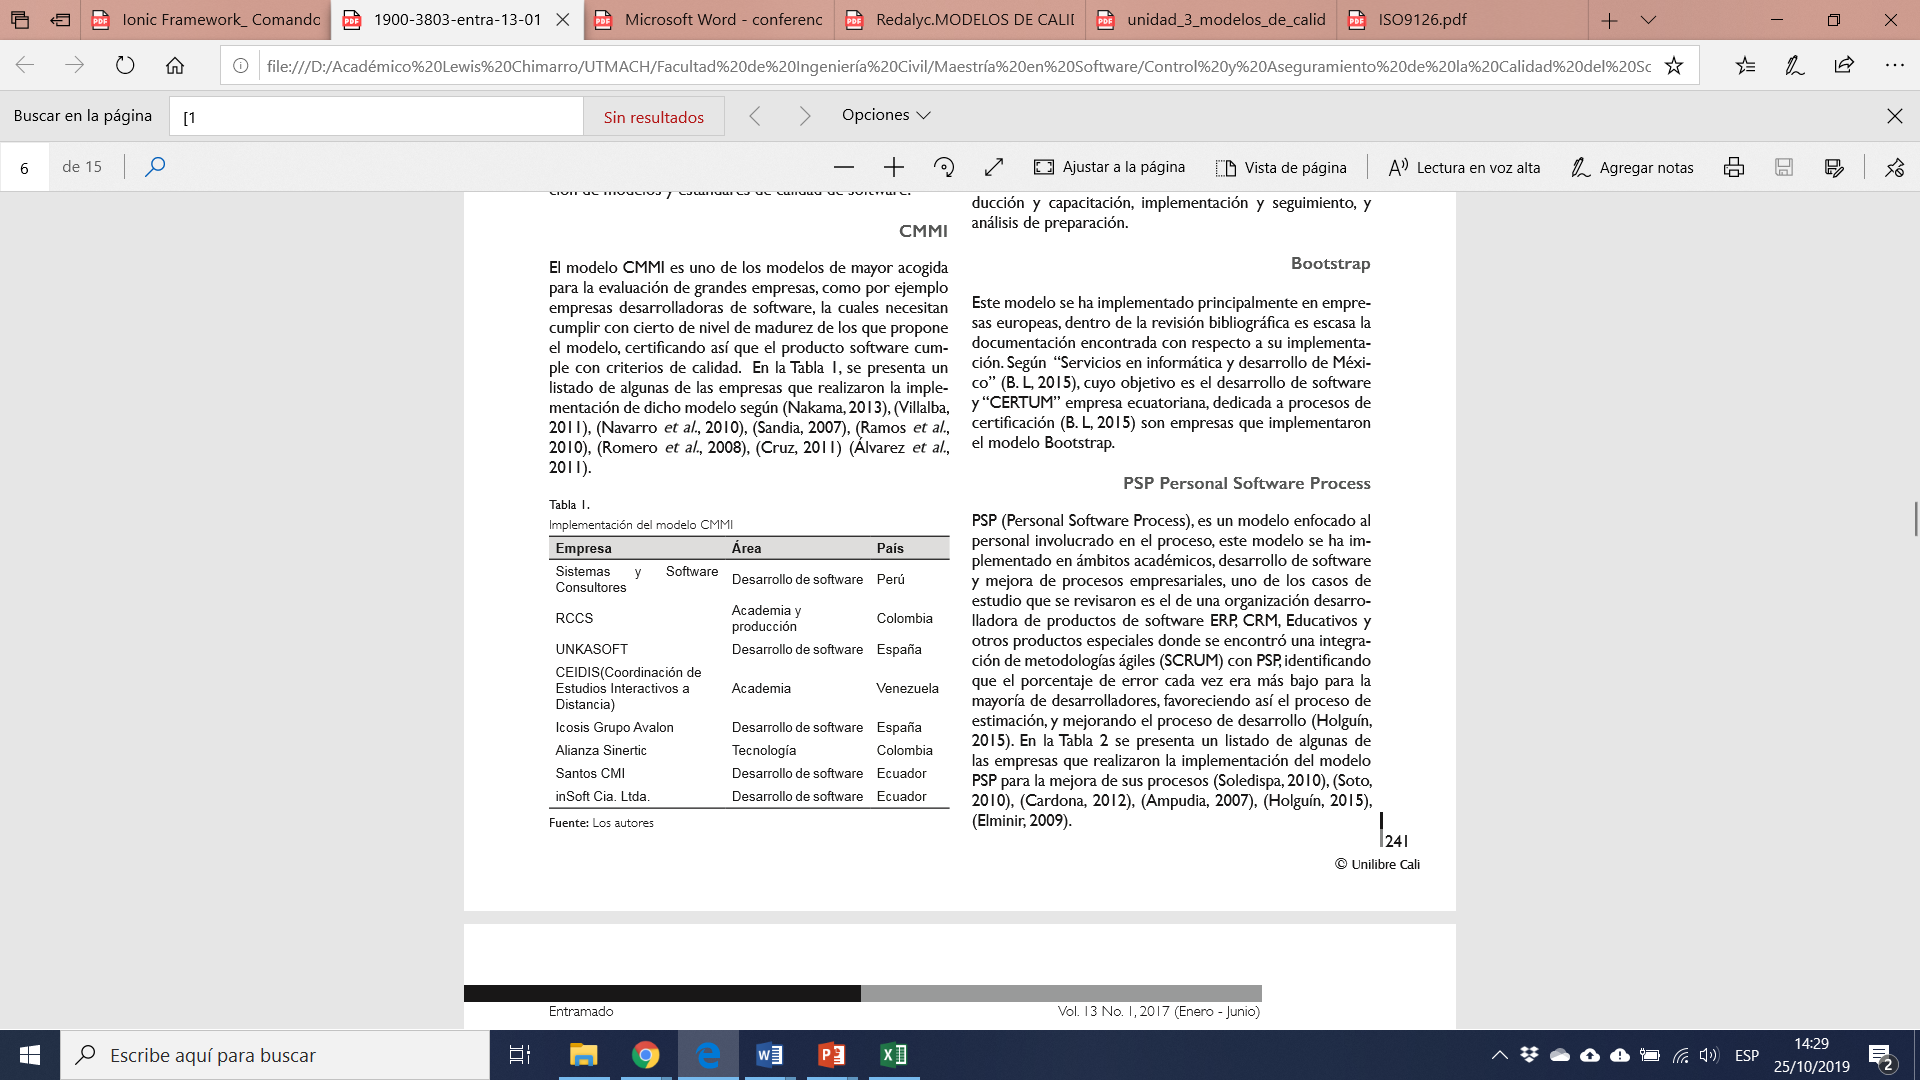 Ionic Framework_ Comando
1900-3803-entra-13-01
Microsoft Word - conferenc
Redalyc.MODELOS DE CALI
unidad_3_modelos_de_calid
ISO9126.pdf
file:///D:/Académico%20Lewis%20Chimarro/UTMACH/Facultad%20de%20Ingeniería%20Civil/Maestría%20en%20Software/Control%20y%20Aseguramiento%20de%20la%20Calidad%20del%20Sc
Buscar en la página
[1
Sin resultados
Opciones
6
de 15
Ajustar a la página
Vista de página
Lectura en voz alta
Agregar notas
ción de modelos y estándares de calidad de software.
CMMI
El modelo CMMI es uno de los modelos de mayor acogida
para la evaluación de grandes empresas, como por ejemplo
empresas desarrolladoras de software, la cuales necesitan
cumplir con cierto de nivel de madurez de los que propone
el modelo, certificando así que el producto software cum-
ple con criterios de calidad. En la Tabla 1, se presenta un
listado de algunas de las empresas que realizaron la imple-
mentación de dicho modelo según (Nakama, 2013), (Villalba,
2011), (Navarro et al., 2010), (Sandia, 2007), (Ramos et al.,
2010), (Romero et al., 2008), (Cruz, 2011) (Álvarez et al.,
2011).
Tabla 1.
Implementación del modelo CMMI
Empresa Área País
Sistemas y Software Consultores Desarrollo de software Perú
RCCS Academia y producción Colombia
UNKASOFT Desarrollo de software España
CEIDIS(Coordinación de Estudios Interactivos a Distancia) Academia Venezuela
Icosis Grupo Avalon Desarrollo de software España
Alianza Sinertic Tecnología Colombia
Santos CMI Desarrollo de software Ecuador
inSoft Cia. Ltda. Desarrollo de software Ecuador
Fuente: Los autores
ducción y capacitación, implementación y seguimiento, y
análisis de preparación.
Bootstrap
Este modelo se ha implementado principalmente en empre-
sas europeas, dentro de la revisión bibliográfica es escasa la
documentación encontrada con respecto a su implementa-
ción. Según “Servicios en informática y desarrollo de Méxi-
co” (B. L, 2015), cuyo objetivo es el desarrollo de software
y “CERTUM” empresa ecuatoriana, dedicada a procesos de
certificación (B. L, 2015) son empresas que implementaron
el modelo Bootstrap.
PSP Personal Software Process
PSP (Personal Software Process), es un modelo enfocado al
personal involucrado en el proceso, este modelo se ha im-
plementado en ámbitos académicos, desarrollo de software
y mejora de procesos empresariales, uno de los casos de
estudio que se revisaron es el de una organización desarro-
lladora de productos de software ERP, CRM, Educativos y
otros productos especiales donde se encontró una integra-
ción de metodologías ágiles (SCRUM) con PSP, identificando
que el porcentaje de error cada vez era más bajo para la
mayoría de desarrolladores, favoreciendo así el proceso de
estimación, y mejorando el proceso de desarrollo (Holguín,
2015). En la Tabla 2 se presenta un listado de algunas de
las empresas que realizaron la implementación del modelo
PSP para la mejora de sus procesos (Soledispa, 2010), (Soto,
2010), (Cardona, 2012), (Ampudia, 2007), (Holguín, 2015),
(Elminir, 2009).
241
© Unilibre Cali
Entramado
Vol. 13 No. 1, 2017 (Enero - Junio)
Escribe aquí para buscar
ESP
14:29
25/10/2019
2